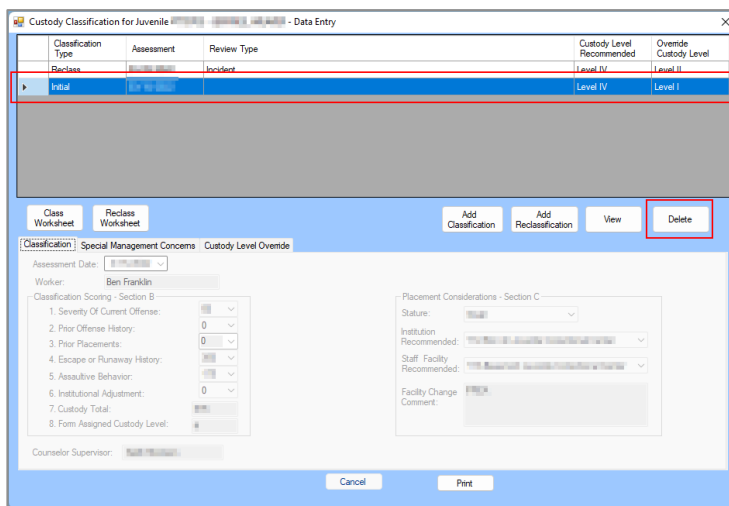 Custody Classification for Juvenile - Data Entry
Classification Type Assessment Review Type Custody Level Recommended Override Custody Level
Reclass Incident Level IV Level II
Initial Level IV Level I
Class Worksheet Reclass Worksheet Add Classification Add Reclassification View Delete
Classification Special Management Concerns Custody Level Override
Assessment Date:
Worker: Ben Franklin
Classification Scoring - Section B
1. Severity Of Current Offense:
2. Prior Offense History: 0
3. Prior Placements: 0
4. Escape or Runaway History:
5. Assaultive Behavior:
6. Institutional Adjustment: 0
7. Custody Total:
8. Form Assigned Custody Level:
Placement Considerations - Section C
Stature:
Institution Recommended:
Staff Facility Recommended:
Facility Change Comment:
Counselor Supervisor:
Cancel Print